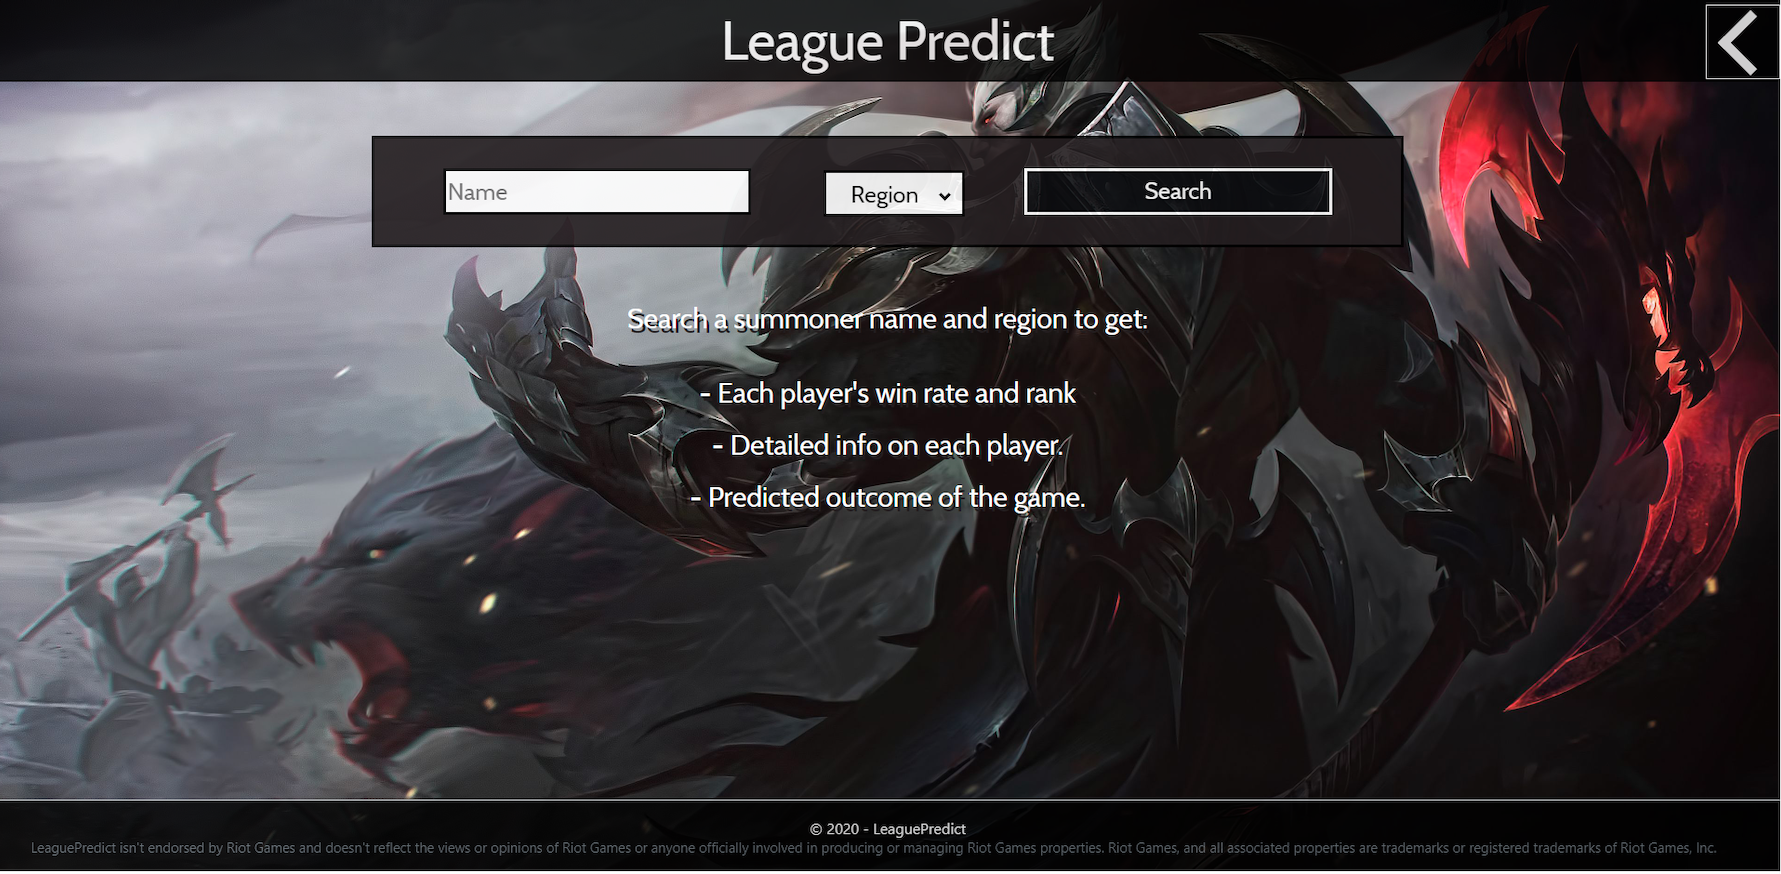 League Predict
Name
Region
Search
Search a summoner name and region to get:
- Each player's win rate and rank
- Detailed info on each player.
- Predicted outcome of the game.
© 2020 - LeaguePredict
LeaguePredict isn't endorsed by Riot Games and doesn't reflect the views or opinions of Riot Games or anyone officially involved in producing or managing Riot Games properties. Riot Games, and all associated properties are trademarks or registered trademarks of Riot Games, Inc.